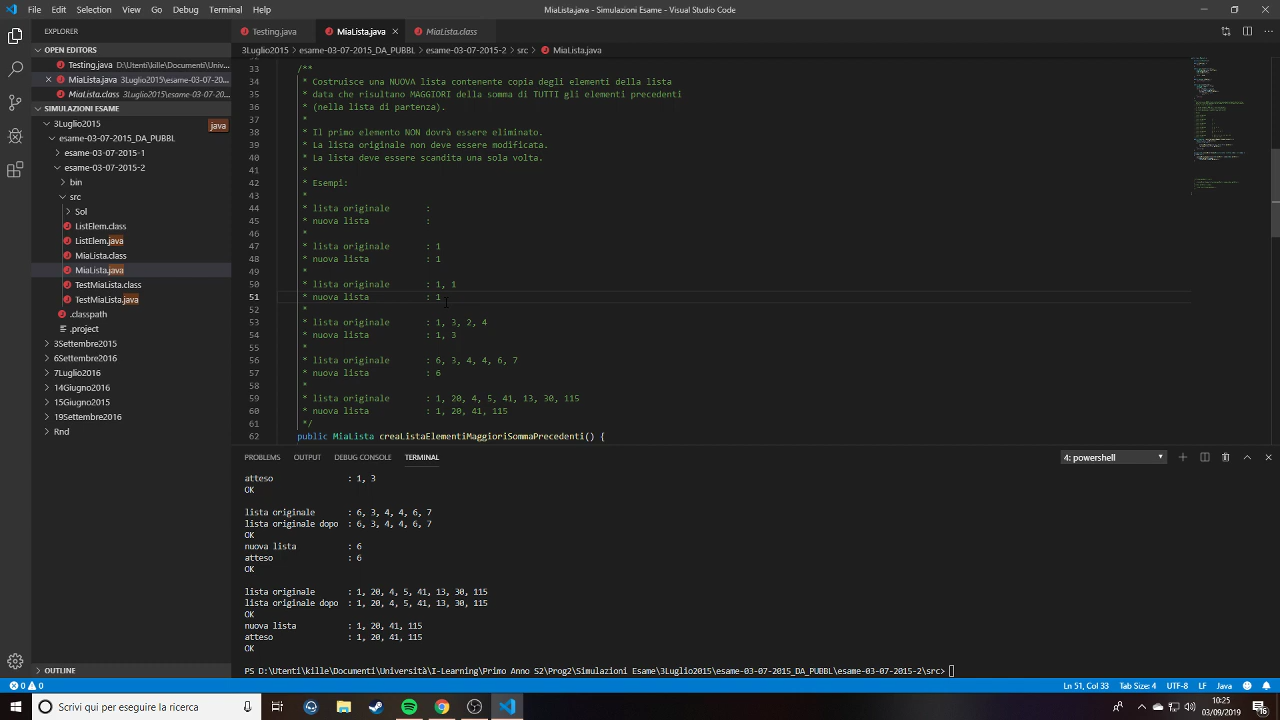 File Edit Selection View Go Debug Terminal Help
MiaLista.java - Simulazioni Esame - Visual Studio Code
EXPLORER
OPEN EDITORS
Testing.java D:\Utenti\kille\Documenti\Univer...
MiaLista.java 3Luglio2015\esame-03-07-20...
MiaLista.class 3Luglio2015\esame-03-07-20...
SIMULAZIONI ESAME
3Luglio2015
java
esame-03-07-2015_DA_PUBBL
esame-03-07-2015-1
esame-03-07-2015-2
bin
src
Sol
ListElem.class
ListElem.java
MiaLista.class
MiaLista.java
TestMiaLista.class
TestMiaLista.java
.classpath
.project
3Settembre2015
6Settembre2016
7Luglio2016
14Giugno2016
15Giugno2015
19Settembre2016
Rnd
OUTLINE
Testing.java MiaLista.java MiaLista.class
3Luglio2015 > esame-03-07-2015_DA_PUBBL > esame-03-07-2015-2 > src > MiaLista.java
33 /**
34 * Costruisce una NUOVA lista contenente copia degli elementi della lista
35 * data che risultano MAGGIORI della somma di TUTTI gli elementi precedenti
36 * (nella lista di partenza).
37 *
38 * Il primo elemento NON dovrà essere eliminato.
39 * La lista originale non deve essere modificata.
40 * La lista deve essere scandita una sola volta.
41 *
42 * Esempi:
43 *
44 * lista originale :
45 * nuova lista :
46 *
47 * lista originale : 1
48 * nuova lista : 1
49 *
50 * lista originale : 1, 1
51 * nuova lista : 1
52 *
53 * lista originale : 1, 3, 2, 4
54 * nuova lista : 1, 3
55 *
56 * lista originale : 6, 3, 4, 4, 6, 7
57 * nuova lista : 6
58 *
59 * lista originale : 1, 20, 4, 5, 41, 13, 30, 115
60 * nuova lista : 1, 20, 41, 115
61 */
62 public MiaLista creaListaElementiMaggioriSommaPrecedenti() {
PROBLEMS OUTPUT DEBUG CONSOLE TERMINAL
4: powershell
atteso : 1, 3
OK
lista originale : 6, 3, 4, 4, 6, 7
lista originale dopo : 6, 3, 4, 4, 6, 7
OK
nuova lista : 6
atteso : 6
OK
lista originale : 1, 20, 4, 5, 41, 13, 30, 115
lista originale dopo : 1, 20, 4, 5, 41, 13, 30, 115
OK
nuova lista : 1, 20, 41, 115
atteso : 1, 20, 41, 115
OK
PS D:\Utenti\kille\Documenti\Università\I-Learning\Primo Anno S2\Prog2\Simulazioni Esame\3Luglio2015\esame-03-07-2015_DA_PUBBL\esame-03-07-2015-2\src>
0 0
Ln 51, Col 33 Tab Size: 4 UTF-8 LF Java
Scrivi qui per eseguire la ricerca
10:25
03/09/2019